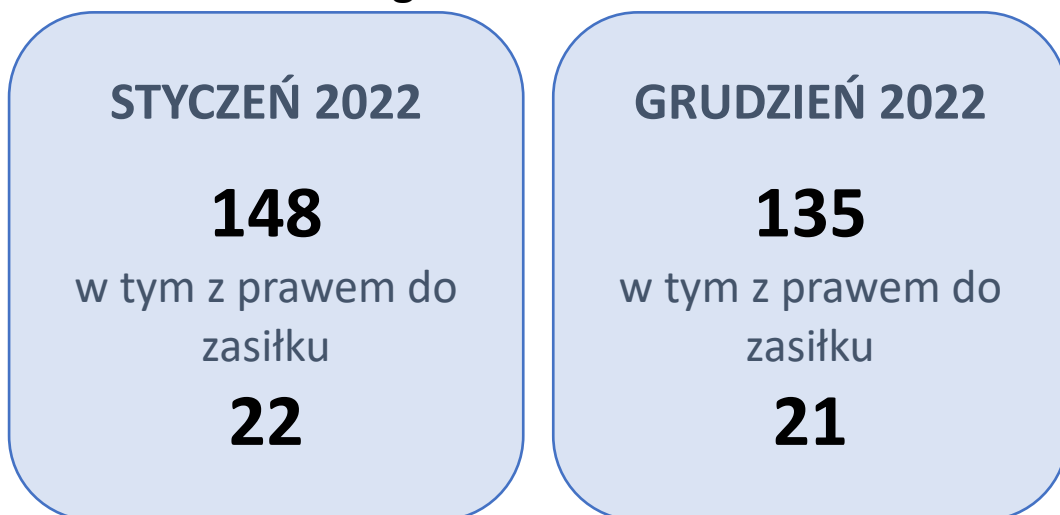 STYCZEŃ 2022
148
w tym z prawem do
zasiłku
22
GRUDZIEŃ 2022
135
w tym z prawem do
zasiłku
21